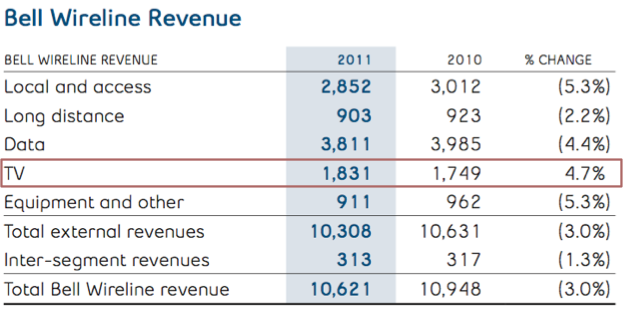 Bell Wireline Revenue
BELL WIRELINE REVENUE 2011 2010 % CHANGE
Local and access 2,852 3,012 (5.3%)
Long distance 903 923 (2.2%)
Data 3,811 3,985 (4.4%)
TV 1,831 1,749 4.7%
Equipment and other 911 962 (5.3%)
Total external revenues 10,308 10,631 (3.0%)
Inter-segment revenues 313 317 (1.3%)
Total Bell Wireline revenue 10,621 10,948 (3.0%)